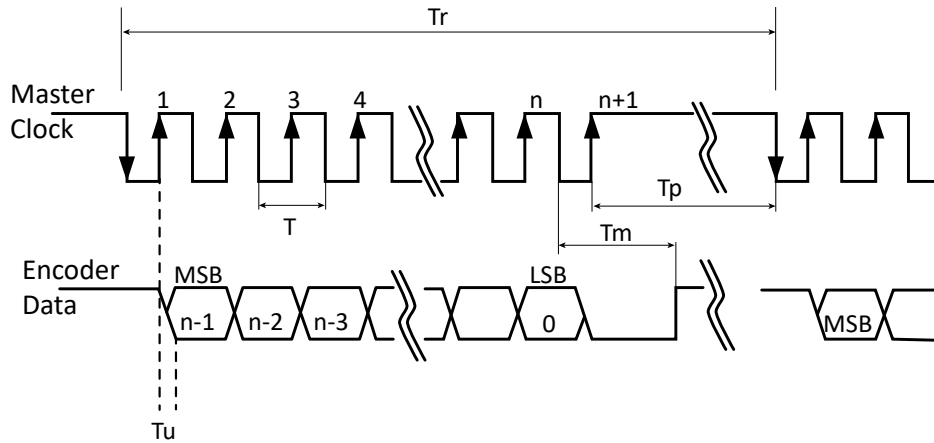 Tr
Master
Clock
1 2 3 4 n n+1
T
Tp
Tm
Encoder
Data
MSB LSB
n-1 n-2 n-3 0 MSB
Tu